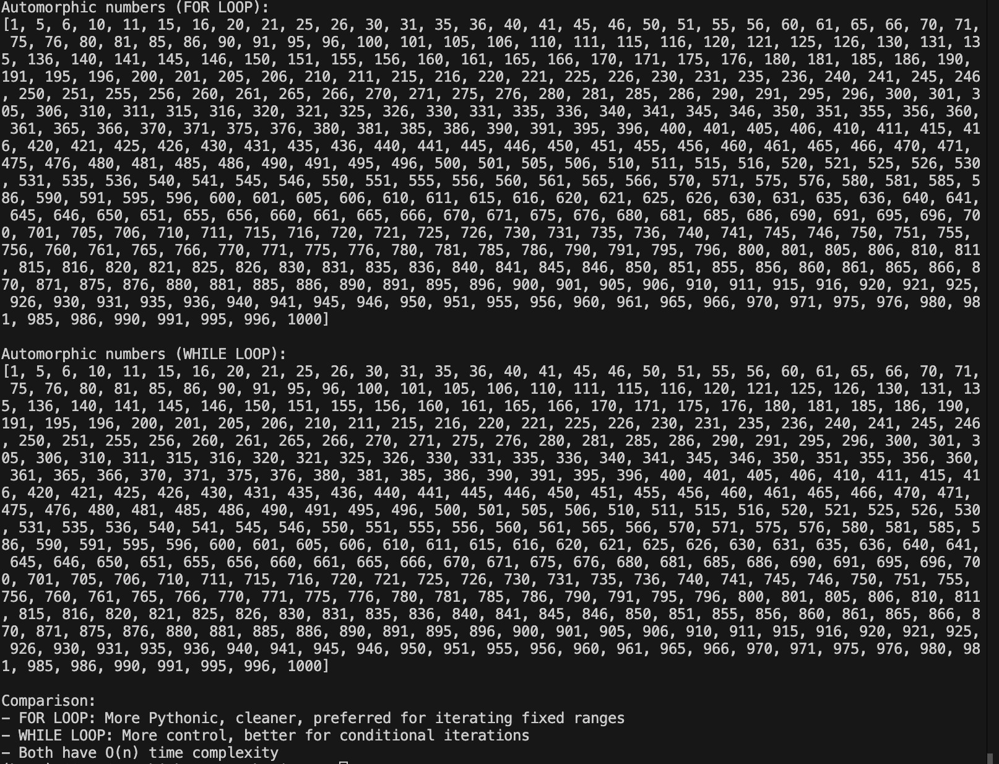 Automorphic numbers (FOR LOOP):
[1, 5, 6, 10, 11, 15, 16, 20, 21, 25, 26, 30, 31, 35, 36, 40, 41, 45, 46, 50, 51, 55, 56, 60, 61, 65, 66, 70, 71,
75, 76, 80, 81, 85, 86, 90, 91, 95, 96, 100, 101, 105, 106, 110, 111, 115, 116, 120, 121, 125, 126, 130, 131, 13
5, 136, 140, 141, 145, 146, 150, 151, 155, 156, 160, 161, 165, 166, 170, 171, 175, 176, 180, 181, 185, 186, 190,
191, 195, 196, 200, 201, 205, 206, 210, 211, 215, 216, 220, 221, 225, 226, 230, 231, 235, 236, 240, 241, 245, 246
, 250, 251, 255, 256, 260, 261, 265, 266, 270, 271, 275, 276, 280, 281, 285, 286, 290, 291, 295, 296, 300, 301, 3
05, 306, 310, 311, 315, 316, 320, 321, 325, 326, 330, 331, 335, 336, 340, 341, 345, 346, 350, 351, 355, 356, 360,
361, 365, 366, 370, 371, 375, 376, 380, 381, 385, 386, 390, 391, 395, 396, 400, 401, 405, 406, 410, 411, 415, 41
6, 420, 421, 425, 426, 430, 431, 435, 436, 440, 441, 445, 446, 450, 451, 455, 456, 460, 461, 465, 466, 470, 471,
475, 476, 480, 481, 485, 486, 490, 491, 495, 496, 500, 501, 505, 506, 510, 511, 515, 516, 520, 521, 525, 526, 530
, 531, 535, 536, 540, 541, 545, 546, 550, 551, 555, 556, 560, 561, 565, 566, 570, 571, 575, 576, 580, 581, 585, 5
86, 590, 591, 595, 596, 600, 601, 605, 606, 610, 611, 615, 616, 620, 621, 625, 626, 630, 631, 635, 636, 640, 641,
645, 646, 650, 651, 655, 656, 660, 661, 665, 666, 670, 671, 675, 676, 680, 681, 685, 686, 690, 691, 695, 696, 70
0, 701, 705, 706, 710, 711, 715, 716, 720, 721, 725, 726, 730, 731, 735, 736, 740, 741, 745, 746, 750, 751, 755,
756, 760, 761, 765, 766, 770, 771, 775, 776, 780, 781, 785, 786, 790, 791, 795, 796, 800, 801, 805, 806, 810, 811
, 815, 816, 820, 821, 825, 826, 830, 831, 835, 836, 840, 841, 845, 846, 850, 851, 855, 856, 860, 861, 865, 866, 8
70, 871, 875, 876, 880, 881, 885, 886, 890, 891, 895, 896, 900, 901, 905, 906, 910, 911, 915, 916, 920, 921, 925,
926, 930, 931, 935, 936, 940, 941, 945, 946, 950, 951, 955, 956, 960, 961, 965, 966, 970, 971, 975, 976, 980, 98
1, 985, 986, 990, 991, 995, 996, 1000]
Automorphic numbers (WHILE LOOP):
[1, 5, 6, 10, 11, 15, 16, 20, 21, 25, 26, 30, 31, 35, 36, 40, 41, 45, 46, 50, 51, 55, 56, 60, 61, 65, 66, 70, 71,
75, 76, 80, 81, 85, 86, 90, 91, 95, 96, 100, 101, 105, 106, 110, 111, 115, 116, 120, 121, 125, 126, 130, 131, 13
5, 136, 140, 141, 145, 146, 150, 151, 155, 156, 160, 161, 165, 166, 170, 171, 175, 176, 180, 181, 185, 186, 190,
191, 195, 196, 200, 201, 205, 206, 210, 211, 215, 216, 220, 221, 225, 226, 230, 231, 235, 236, 240, 241, 245, 246
, 250, 251, 255, 256, 260, 261, 265, 266, 270, 271, 275, 276, 280, 281, 285, 286, 290, 291, 295, 296, 300, 301, 3
05, 306, 310, 311, 315, 316, 320, 321, 325, 326, 330, 331, 335, 336, 340, 341, 345, 346, 350, 351, 355, 356, 360,
361, 365, 366, 370, 371, 375, 376, 380, 381, 385, 386, 390, 391, 395, 396, 400, 401, 405, 406, 410, 411, 415, 41
6, 420, 421, 425, 426, 430, 431, 435, 436, 440, 441, 445, 446, 450, 451, 455, 456, 460, 461, 465, 466, 470, 471,
475, 476, 480, 481, 485, 486, 490, 491, 495, 496, 500, 501, 505, 506, 510, 511, 515, 516, 520, 521, 525, 526, 530
, 531, 535, 536, 540, 541, 545, 546, 550, 551, 555, 556, 560, 561, 565, 566, 570, 571, 575, 576, 580, 581, 585, 5
86, 590, 591, 595, 596, 600, 601, 605, 606, 610, 611, 615, 616, 620, 621, 625, 626, 630, 631, 635, 636, 640, 641,
645, 646, 650, 651, 655, 656, 660, 661, 665, 666, 670, 671, 675, 676, 680, 681, 685, 686, 690, 691, 695, 696, 70
0, 701, 705, 706, 710, 711, 715, 716, 720, 721, 725, 726, 730, 731, 735, 736, 740, 741, 745, 746, 750, 751, 755,
756, 760, 761, 765, 766, 770, 771, 775, 776, 780, 781, 785, 786, 790, 791, 795, 796, 800, 801, 805, 806, 810, 811
, 815, 816, 820, 821, 825, 826, 830, 831, 835, 836, 840, 841, 845, 846, 850, 851, 855, 856, 860, 861, 865, 866, 8
70, 871, 875, 876, 880, 881, 885, 886, 890, 891, 895, 896, 900, 901, 905, 906, 910, 911, 915, 916, 920, 921, 925,
926, 930, 931, 935, 936, 940, 941, 945, 946, 950, 951, 955, 956, 960, 961, 965, 966, 970, 971, 975, 976, 980, 98
1, 985, 986, 990, 991, 995, 996, 1000]
Comparison:
– FOR LOOP: More Pythonic, cleaner, preferred for iterating fixed ranges
– WHILE LOOP: More control, better for conditional iterations
– Both have O(n) time complexity